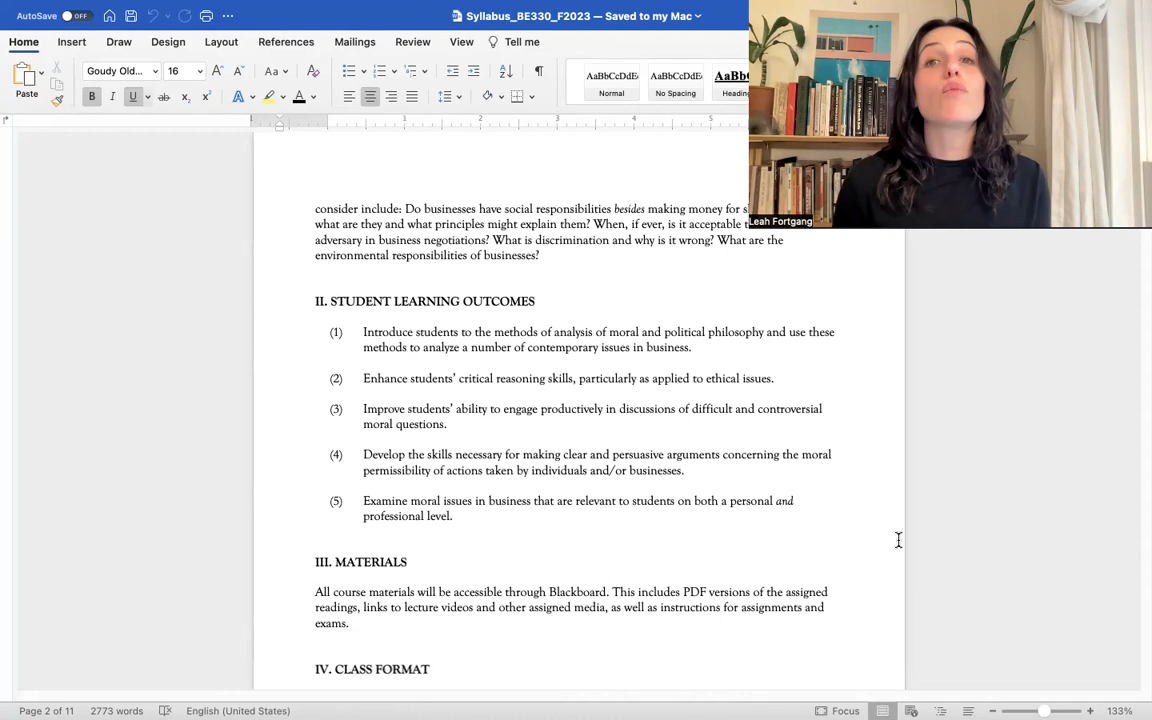 AutoSave OFF
Syllabus_BE330_F2023 — Saved to my Mac
Home Insert Draw Design Layout References Mailings Review View Tell me
Paste
Goudy Old... 16
AaBbCcDdE
Normal
AaBbCcDdE
No Spacing
AaBb
Heading
1 2 3 4 5
Leah Fortgang
consider include: Do businesses have social responsibilities besides making money for
what are they and what principles might explain them? When, if ever, is it acceptable
adversary in business negotiations? What is discrimination and why is it wrong? What are the
environmental responsibilities of businesses?
II. STUDENT LEARNING OUTCOMES
(1) Introduce students to the methods of analysis of moral and political philosophy and use these
methods to analyze a number of contemporary issues in business.
(2) Enhance students’ critical reasoning skills, particularly as applied to ethical issues.
(3) Improve students’ ability to engage productively in discussions of difficult and controversial
moral questions.
(4) Develop the skills necessary for making clear and persuasive arguments concerning the moral
permissibility of actions taken by individuals and/or businesses.
(5) Examine moral issues in business that are relevant to students on both a personal and
professional level.
III. MATERIALS
All course materials will be accessible through Blackboard. This includes PDF versions of the assigned
readings, links to lecture videos and other assigned media, as well as instructions for assignments and
exams.
IV. CLASS FORMAT
Page 2 of 11 2773 words English (United States) Focus 133%